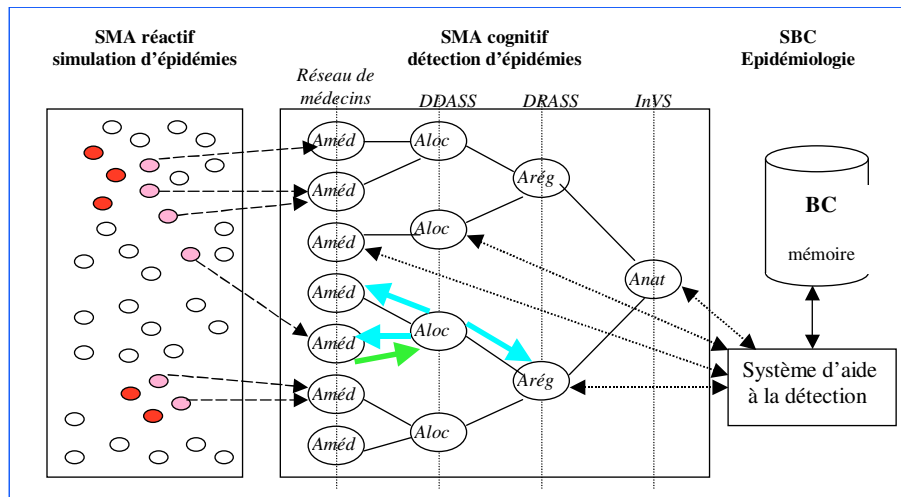 SMA réactif
simulation d'épidémies
SMA cognitif
détection d'épidémies
SBC
Epidémiologie
Réseau de
médecins
DDASS
DRASS
InVS
Améd
Aloc
Améd
Arég
Améd
Aloc
Améd
Anat
Améd
Aloc
Améd
Arég
Améd
Aloc
BC
mémoire
Système d'aide
à la détection